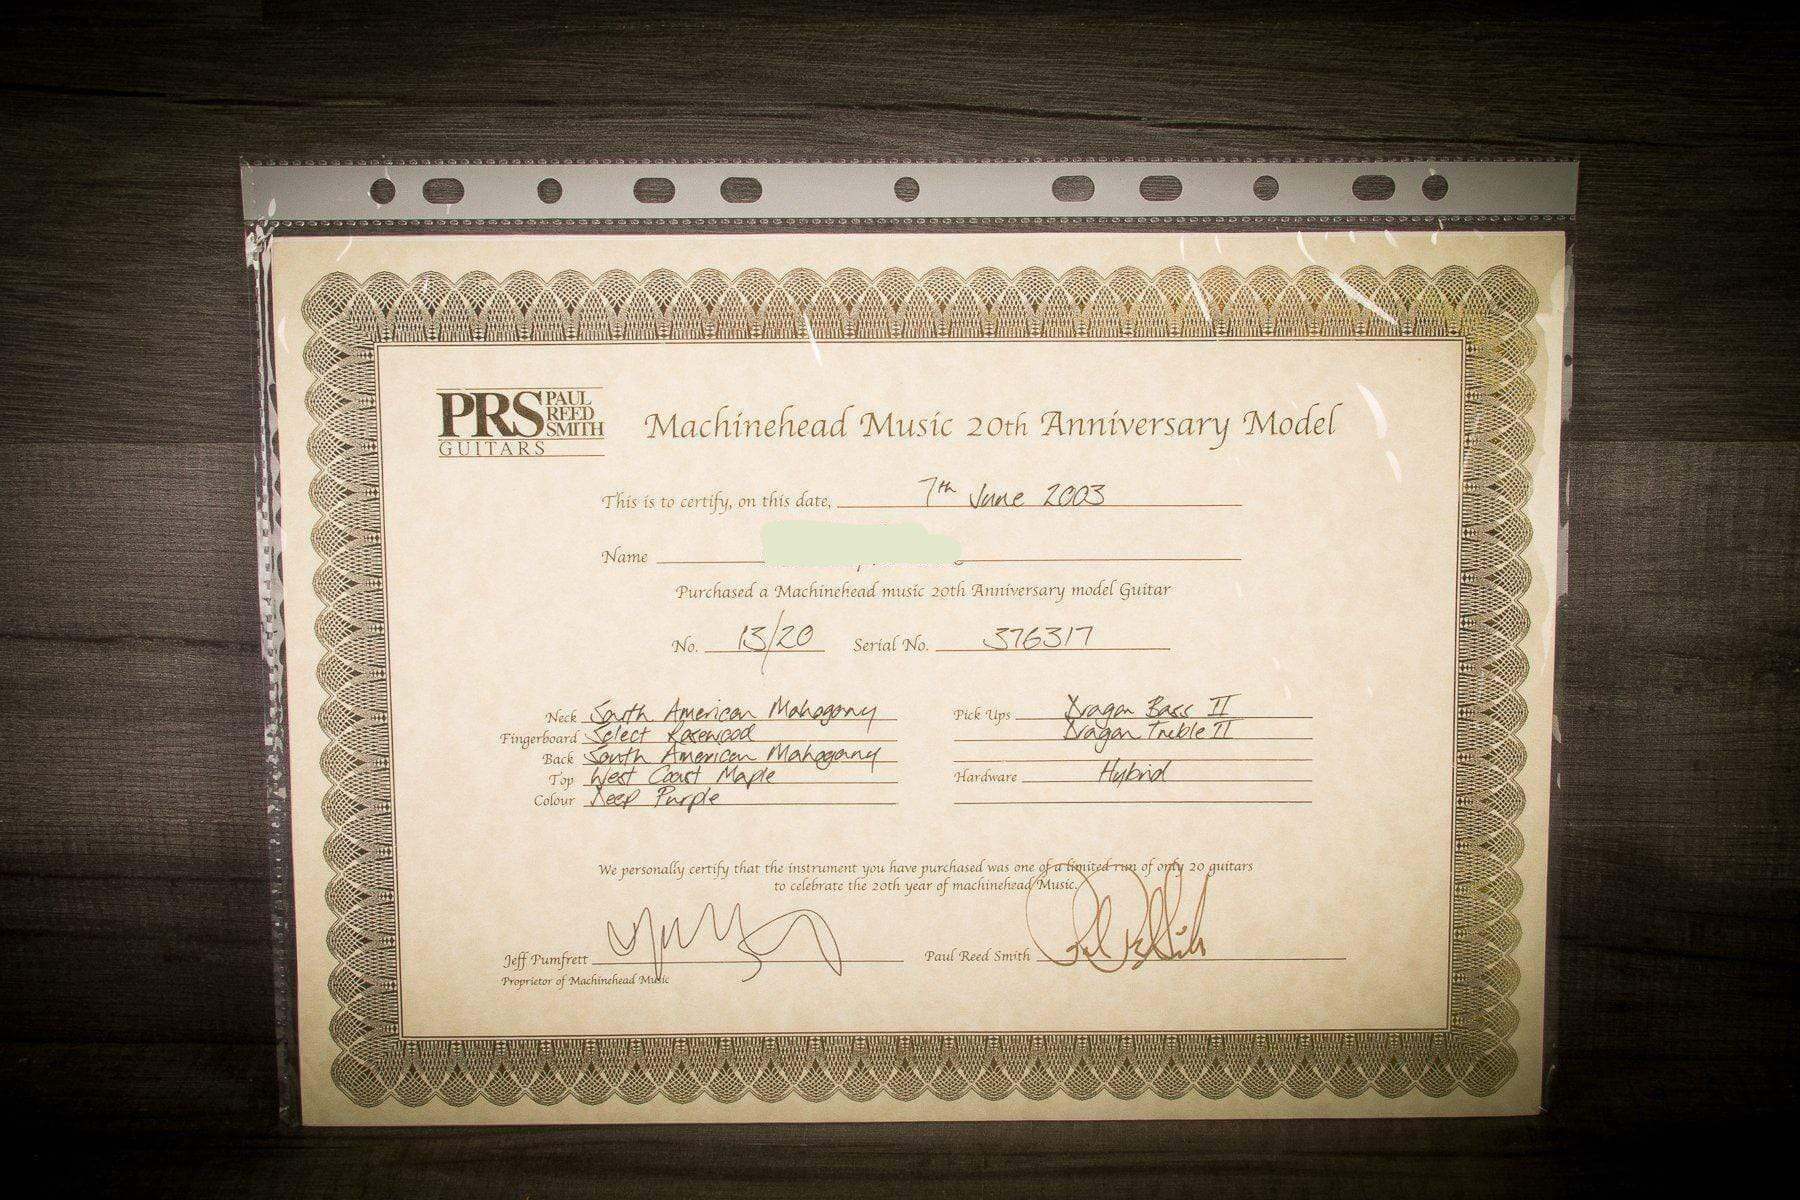 PRS PAUL REED SMITH
GUITARS
Machinehead Music 20th Anniversary Model
This is to certify, on this date, 7th June 2003
Name
Purchased a Machinehead music 20th Anniversary model Guitar
No. 13/20 Serial No. 376317
Neck South American Mahogany
Fingerboard Select Rosewood
Back South American Mahogany
Top West Coast Maple
Colour Deep Purple
Pick Ups Dragon Bass II
Dragon Treble II
Hardware Hybrid
We personally certify that the instrument you have purchased was one of a limited run of only 20 guitars
to celebrate the 20th year of machinehead Music.
Jeff Pumfrett
Proprietor of Machinehead Music
Paul Reed Smith